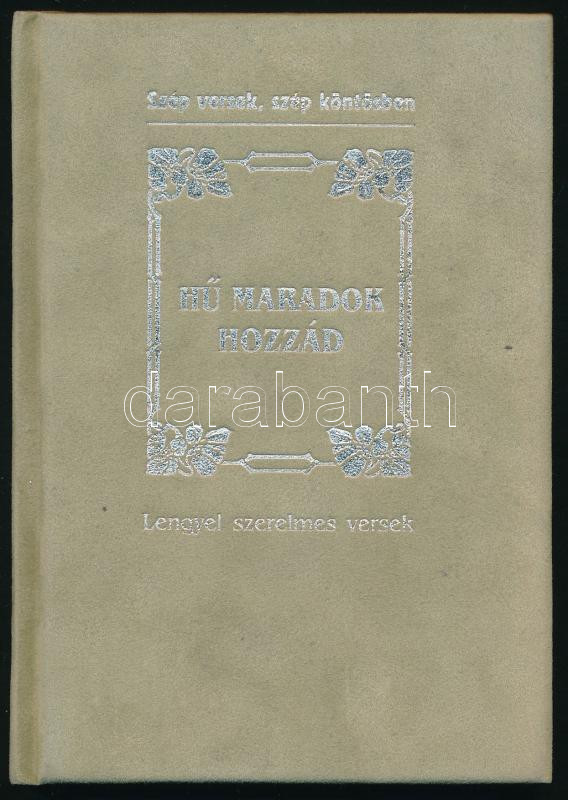 Szép versek, szép köntösben
HŰ MARADOK
HOZZÁD
darabanth
Lengyel szerelmes versek